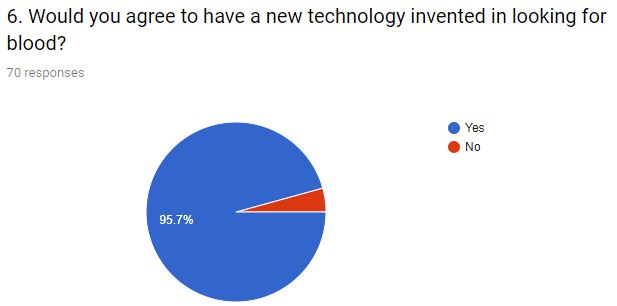 6. Would you agree to have a new technology invented in looking for
blood?
70 responses
Yes
No
95.7%